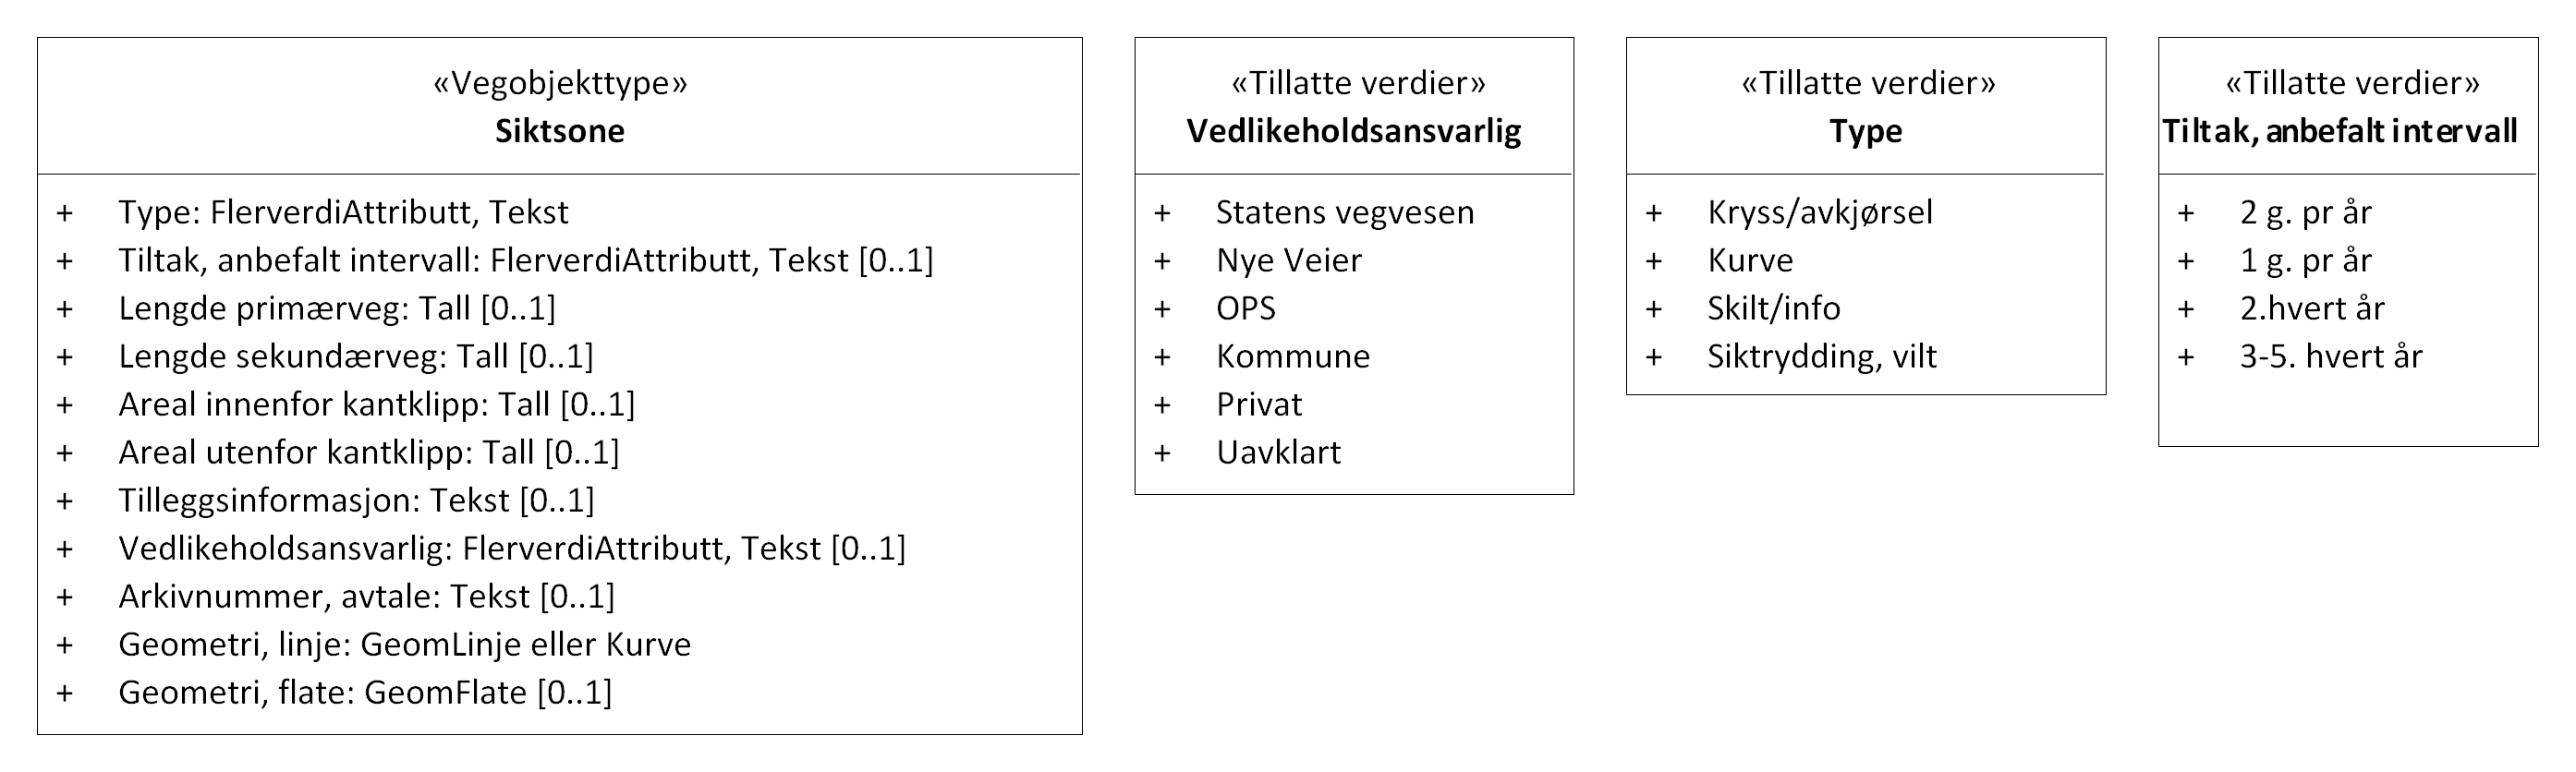 «Vegobjekttype»
Siktsone
+ Type: FlerverdiAttributt, Tekst
+ Tiltak, anbefalt intervall: FlerverdiAttributt, Tekst [0..1]
+ Lengde primærveg: Tall [0..1]
+ Lengde sekundærveg: Tall [0..1]
+ Areal innenfor kantklipp: Tall [0..1]
+ Areal utenfor kantklipp: Tall [0..1]
+ Tilleggsinformasjon: Tekst [0..1]
+ Vedlikeholdsansvarlig: FlerverdiAttributt, Tekst [0..1]
+ Arkivnummer, avtale: Tekst [0..1]
+ Geometri, linje: GeomLinje eller Kurve
+ Geometri, flate: GeomFlate [0..1]
«Tillatte verdier»
Vedlikeholdsansvarlig
+ Statens vegvesen
+ Nye Veier
+ OPS
+ Kommune
+ Privat
+ Uavklart
«Tillatte verdier»
Type
+ Kryss/avkjørsel
+ Kurve
+ Skilt/info
+ Siktrydding, vilt
«Tillatte verdier»
Tiltak, anbefalt intervall
+ 2 g. pr år
+ 1 g. pr år
+ 2.hvert år
+ 3-5. hvert år